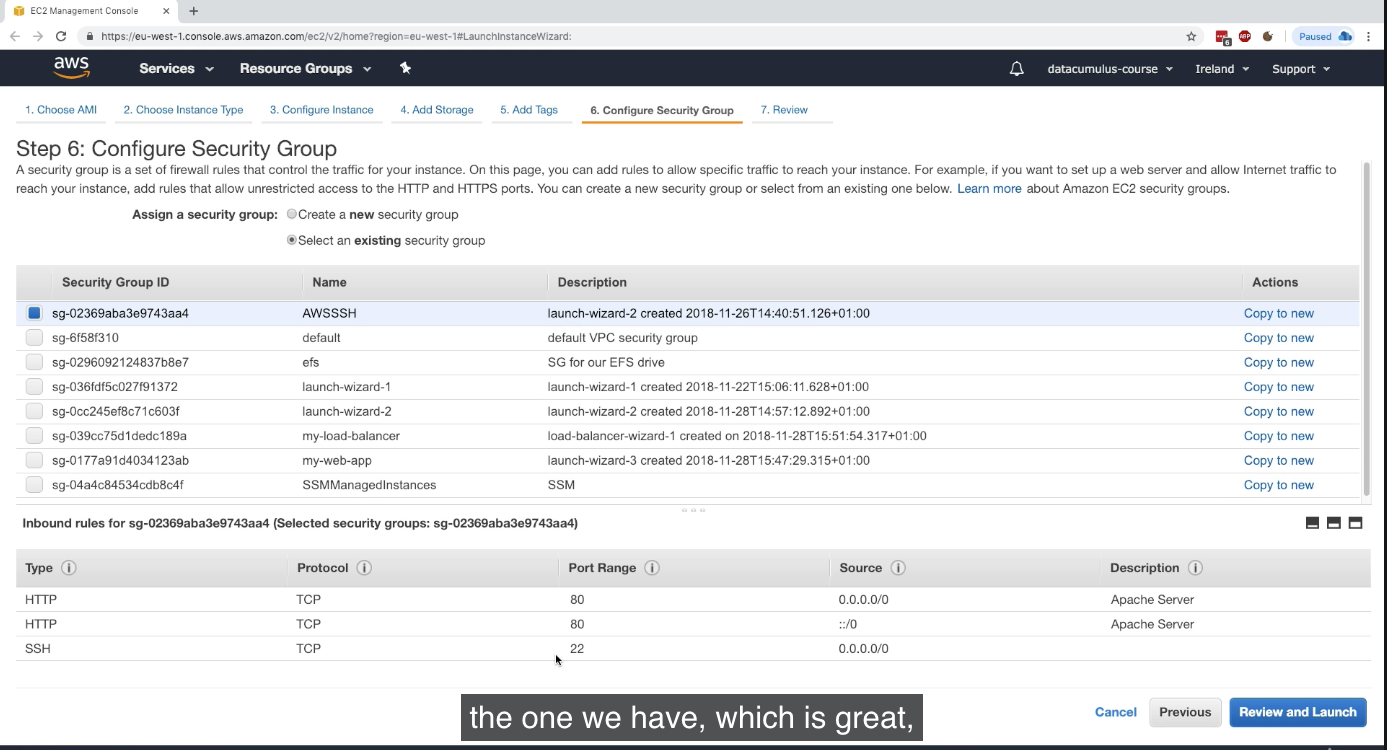 EC2 Management Console
https://eu-west-1.console.aws.amazon.com/ec2/v2/home?region=eu-west-1#LaunchInstanceWizard:
6
ABP
Paused
aws
Services
Resource Groups
datacumulus-course
Ireland
Support
1. Choose AMI
2. Choose Instance Type
3. Configure Instance
4. Add Storage
5. Add Tags
6. Configure Security Group
7. Review
Step 6: Configure Security Group
A security group is a set of firewall rules that control the traffic for your instance. On this page, you can add rules to allow specific traffic to reach your instance. For example, if you want to set up a web server and allow Internet traffic to
reach your instance, add rules that allow unrestricted access to the HTTP and HTTPS ports. You can create a new security group or select from an existing one below. Learn more about Amazon EC2 security groups.
Assign a security group: Create a new security group
Select an existing security group
Security Group ID Name Description Actions
sg-02369aba3e9743aa4 AWSSSH launch-wizard-2 created 2018-11-26T14:40:51.126+01:00 Copy to new
sg-6f58f310 default default VPC security group Copy to new
sg-0296092124837b8e7 efs SG for our EFS drive Copy to new
sg-036fdf5c027f91372 launch-wizard-1 launch-wizard-1 created 2018-11-22T15:06:11.628+01:00 Copy to new
sg-0cc245ef8c71c603f launch-wizard-2 launch-wizard-2 created 2018-11-28T14:57:12.892+01:00 Copy to new
sg-039cc75d1dedc189a my-load-balancer load-balancer-wizard-1 created on 2018-11-28T15:51:54.317+01:00 Copy to new
sg-0177a91d4034123ab my-web-app launch-wizard-3 created 2018-11-28T15:47:29.315+01:00 Copy to new
sg-04a4c84534cdb8c4f SSMManagedInstances SSM Copy to new
Inbound rules for sg-02369aba3e9743aa4 (Selected security groups: sg-02369aba3e9743aa4)
Type Protocol Port Range Source Description
HTTP TCP 80 0.0.0.0/0 Apache Server
HTTP TCP 80 ::/0 Apache Server
SSH TCP 22 0.0.0.0/0
the one we have, which is great,
Cancel Previous Review and Launch